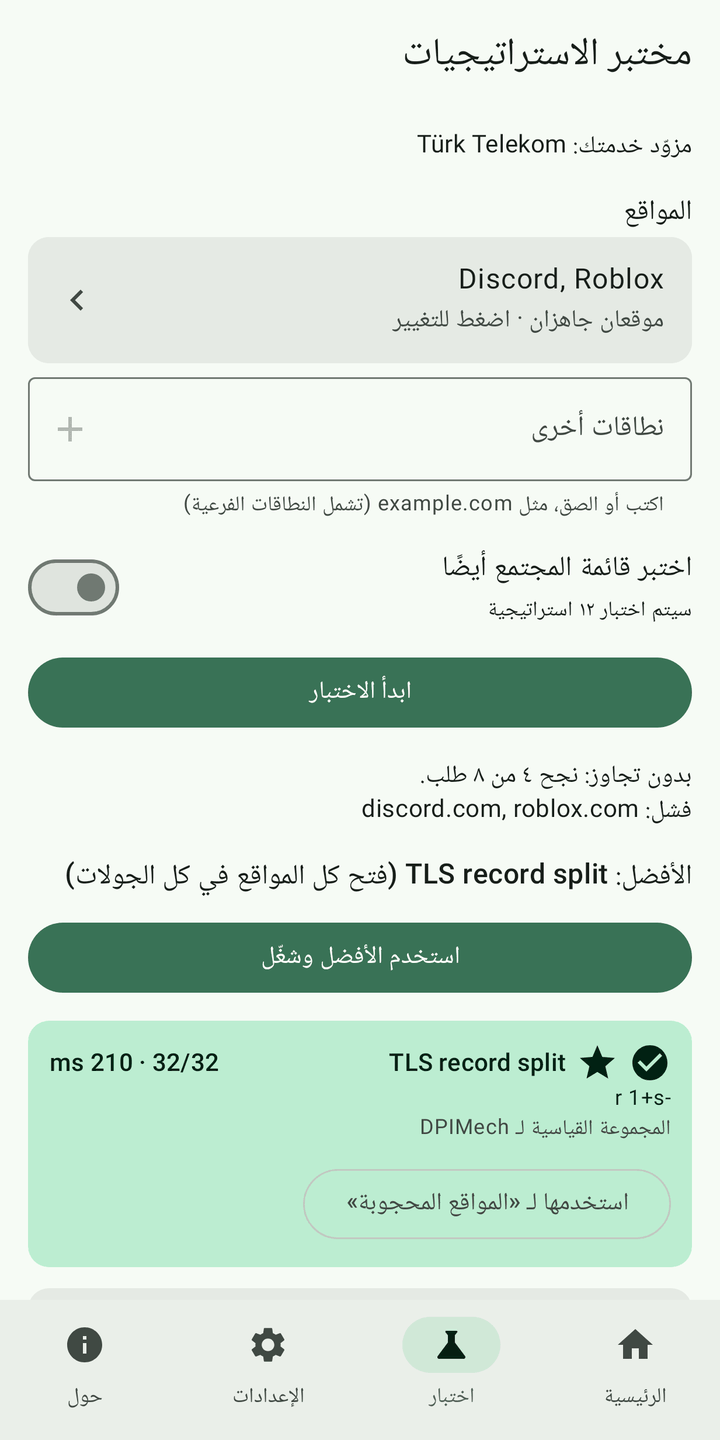 مختبر الاستراتيجيات
مزوّد خدمتك: Türk Telekom
المواقع
Discord, Roblox
موقعان جاهزان · اضغط للتغيير
نطاقات أخرى
اكتب أو الصق، مثل example.com (تشمل النطاقات الفرعية)
اختبر قائمة المجتمع أيضًا
سيتم اختبار ١٢ استراتيجية
ابدأ الاختبار
بدون تجاوز: نجح ٤ من ٨ طلب.
فشل: discord.com, roblox.com
الأفضل: TLS record split (فتح كل المواقع في كل الجولات)
استخدم الأفضل وشغّل
TLS record split
32/32 · 210 ms
-r 1+s
المجموعة القياسية لـ DPIMech
استخدمها لـ «المواقع المحجوبة»
الرئيسية
اختبار
الإعدادات
حول